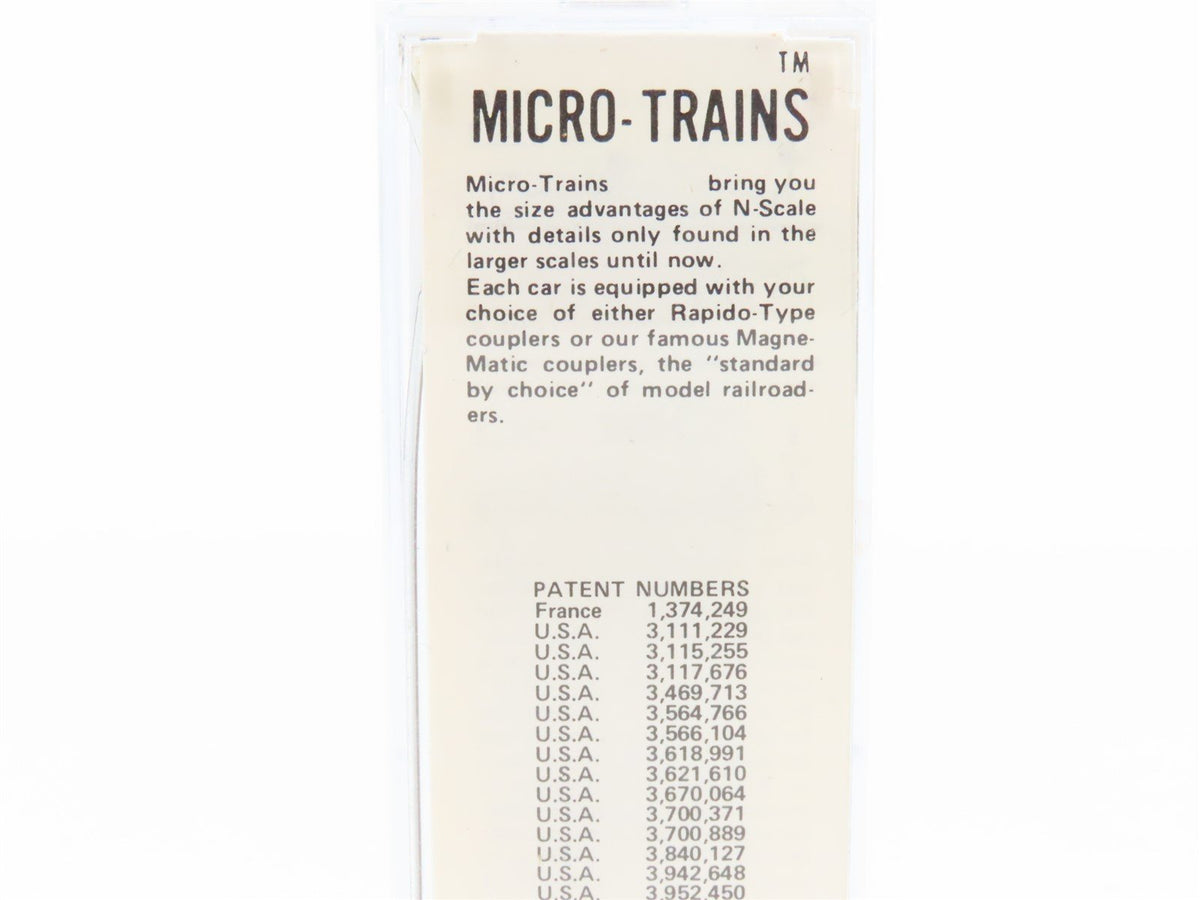 TM
MICRO-TRAINS
Micro-Trains bring you
the size advantages of N-Scale
with details only found in the
larger scales until now.
Each car is equipped with your
choice of either Rapido-Type
couplers or our famous Magne-
Matic couplers, the "standard
by choice" of model railroad-
ers.
PATENT NUMBERS
France 1,374,249
U.S.A. 3,111,229
U.S.A. 3,115,255
U.S.A. 3,117,676
U.S.A. 3,469,713
U.S.A. 3,564,766
U.S.A. 3,566,104
U.S.A. 3,618,991
U.S.A. 3,621,610
U.S.A. 3,670,064
U.S.A. 3,700,371
U.S.A. 3,700,889
U.S.A. 3,840,127
U.S.A. 3,942,648
U.S.A. 3,952,450